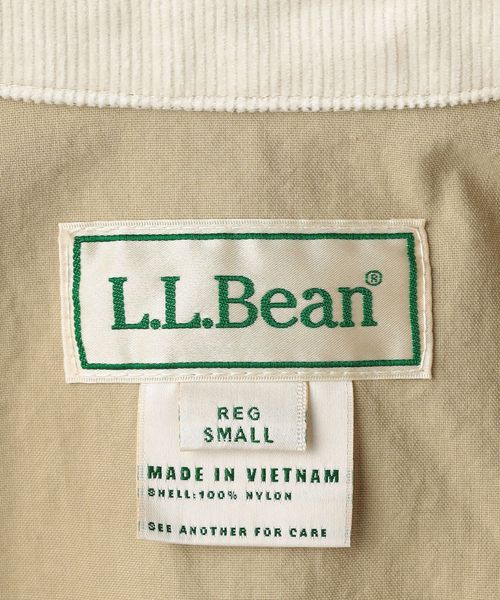 L.L.Bean®
REG
SMALL
MADE IN VIETNAM
SHELL:100% NYLON
SEE ANOTHER FOR CARE